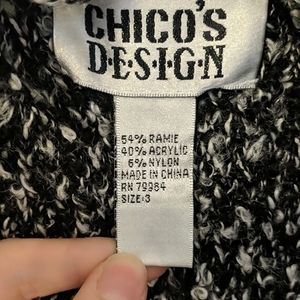 CHICO'S
D·E·S·I·G·N
54% RAMIE
40% ACRYLIC
6% NYLON
MADE IN CHINA
RN 79984
SIZE:3